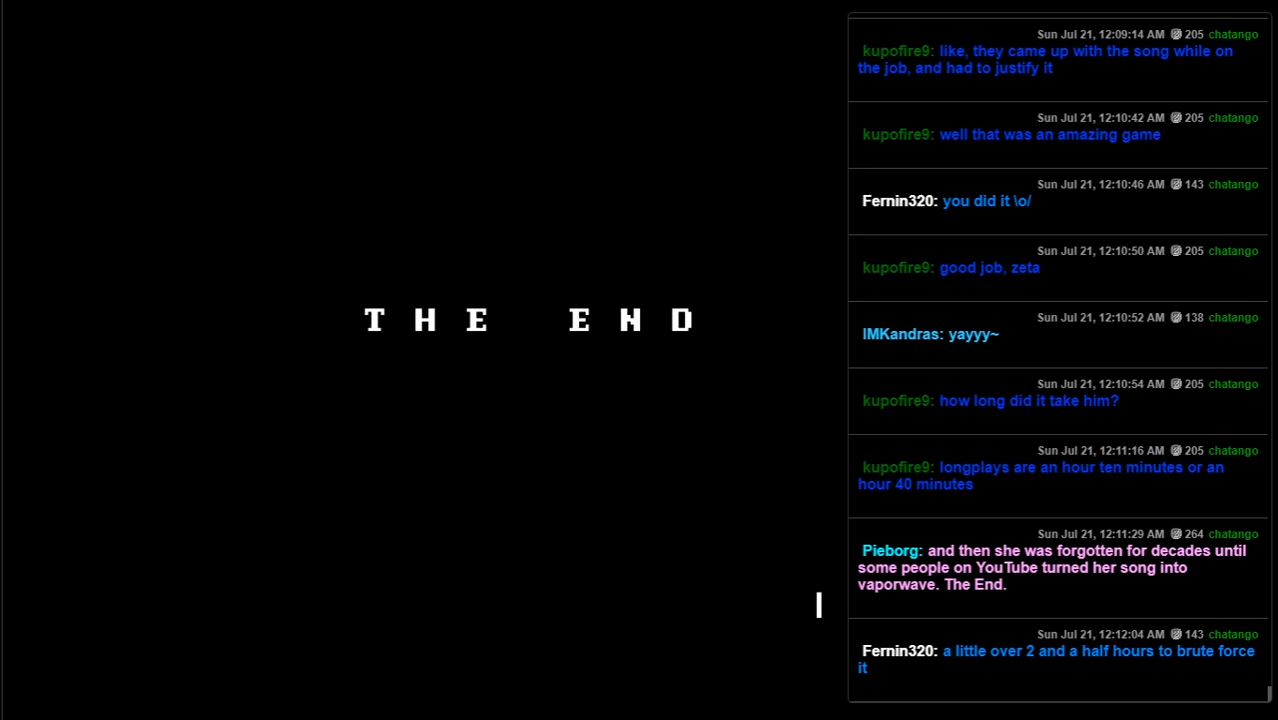 T H E  E N D
Sun Jul 21, 12:09:14 AM 205 chatango
kupofire9: like, they came up with the song while on
the job, and had to justify it
Sun Jul 21, 12:10:42 AM 205 chatango
kupofire9: well that was an amazing game
Sun Jul 21, 12:10:46 AM 143 chatango
Fernin320: you did it \o/
Sun Jul 21, 12:10:50 AM 205 chatango
kupofire9: good job, zeta
Sun Jul 21, 12:10:52 AM 138 chatango
IMKandras: yayyy~
Sun Jul 21, 12:10:54 AM 205 chatango
kupofire9: how long did it take him?
Sun Jul 21, 12:11:16 AM 205 chatango
kupofire9: longplays are an hour ten minutes or an
hour 40 minutes
Sun Jul 21, 12:11:29 AM 264 chatango
Pieborg: and then she was forgotten for decades until
some people on YouTube turned her song into
vaporwave. The End.
Sun Jul 21, 12:12:04 AM 143 chatango
Fernin320: a little over 2 and a half hours to brute force
it